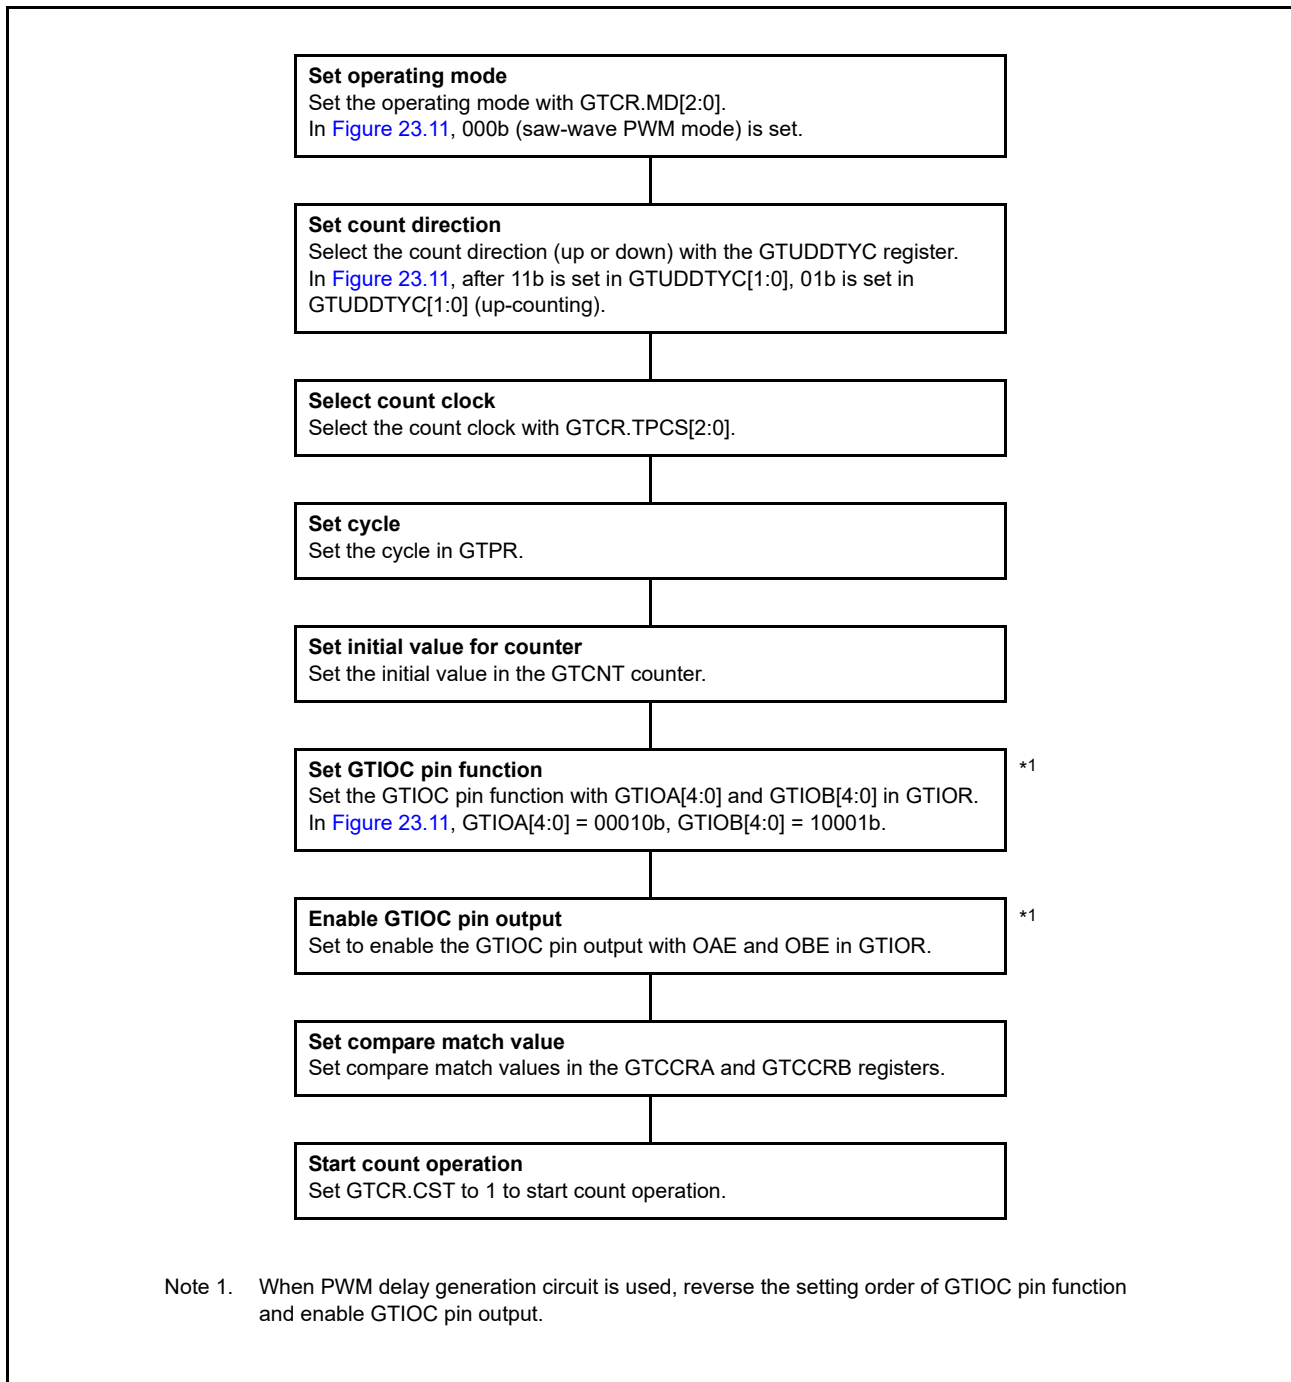 Set operating mode
Set the operating mode with GTCR.MD[2:0].
In Figure 23.11, 000b (saw-wave PWM mode) is set.
Set count direction
Select the count direction (up or down) with the GTUDDTYC register.
In Figure 23.11, after 11b is set in GTUDDTYC[1:0], 01b is set in
GTUDDTYC[1:0] (up-counting).
Select count clock
Select the count clock with GTCR.TPCS[2:0].
Set cycle
Set the cycle in GTPR.
Set initial value for counter
Set the initial value in the GTCNT counter.
Set GTIOC pin function *1
Set the GTIOC pin function with GTIOA[4:0] and GTIOB[4:0] in GTIOR.
In Figure 23.11, GTIOA[4:0] = 00010b, GTIOB[4:0] = 10001b.
Enable GTIOC pin output *1
Set to enable the GTIOC pin output with OAE and OBE in GTIOR.
Set compare match value
Set compare match values in the GTCCRA and GTCCRB registers.
Start count operation
Set GTCR.CST to 1 to start count operation.
Note 1. When PWM delay generation circuit is used, reverse the setting order of GTIOC pin function
and enable GTIOC pin output.